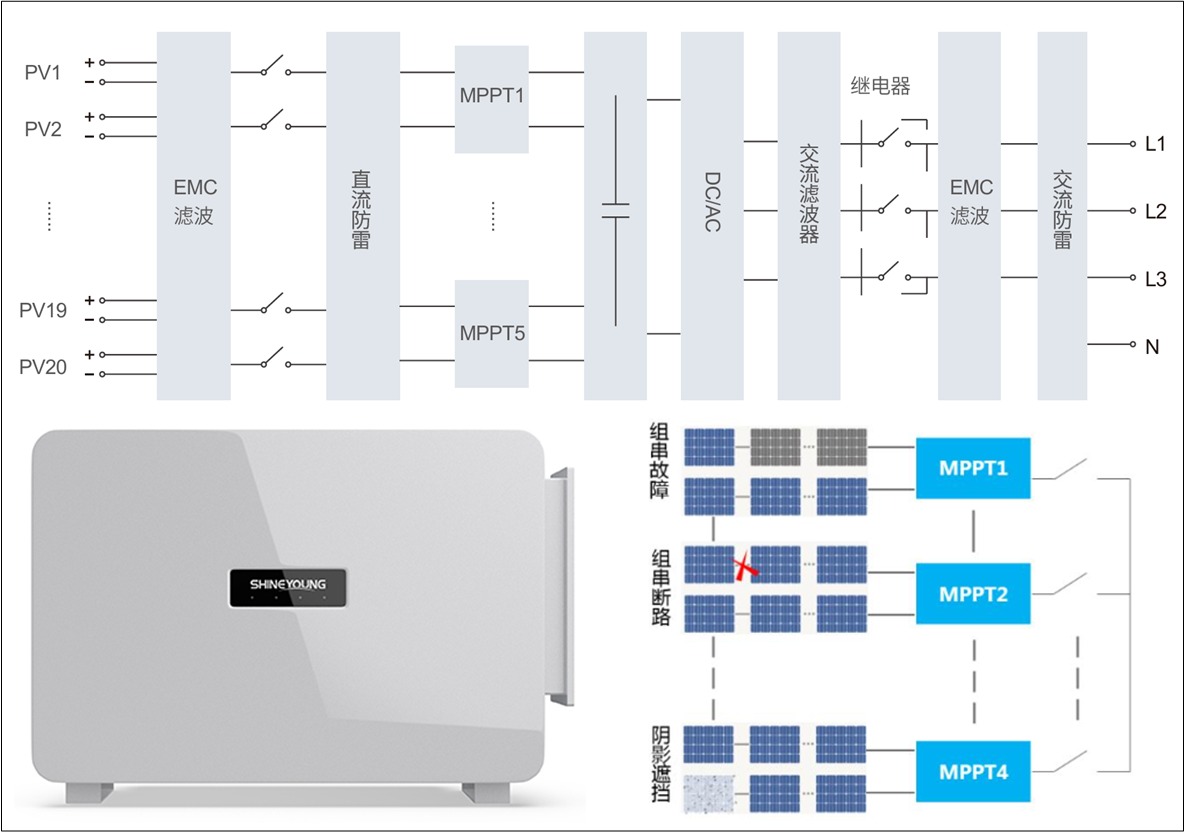 PV1
+
-
PV2
+
-
PV19
+
-
PV20
+
-
EMC
滤波
直流防雷
MPPT1
MPPT5
DC/AC
交流滤波器
继电器
EMC
滤波
交流防雷
L1
L2
L3
N
SHINEYOUNG
组串故障
组串断路
阴影遮挡
MPPT1
MPPT2
MPPT4